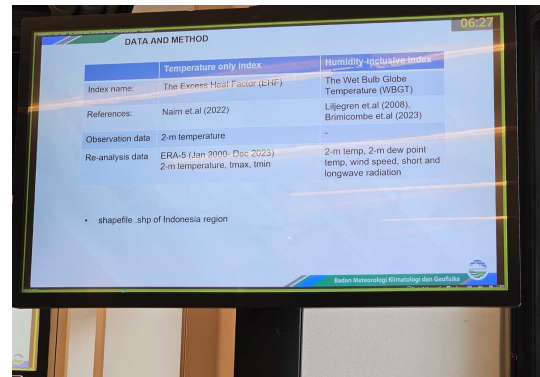 06:27
DATA AND METHOD
Temperature only index Humidity-inclusive index
Index name: The Excess Heat Factor (EHF) The Wet Bulb Globe
Temperature (WBGT)
References: Nairn et.al (2022) Liljegren et.al (2008),
Brimicombe et.al (2023)
Observation data 2-m temperature -
Re-analysis data ERA-5 (Jan 2000- Dec 2023) 2-m temp, 2-m dew point
2-m temperature, tmax, tmin temp, wind speed, short and
longwave radiation
• shapefile .shp of Indonesia region
Badan Meteorologi Klimatologi dan Geofisika